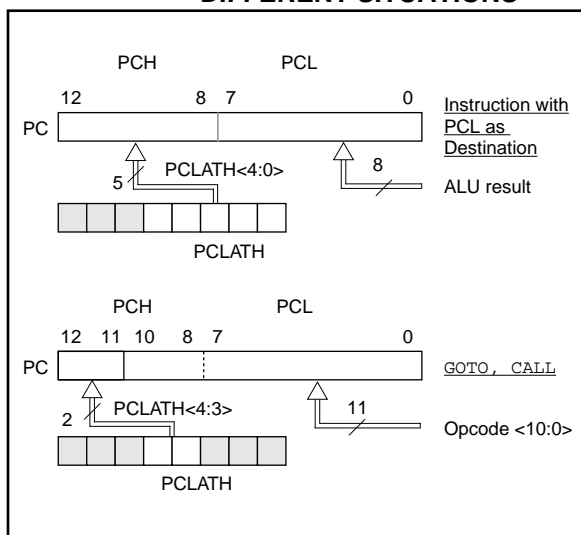 DIFFERENT SITUATIONS
PCH PCL
12 8 7 0
PC
Instruction with
PCL as
Destination
5 PCLATH<4:0> 8
ALU result
PCLATH
PCH PCL
12 11 10 8 7 0
PC GOTO, CALL
2 PCLATH<4:3> 11
Opcode <10:0>
PCLATH